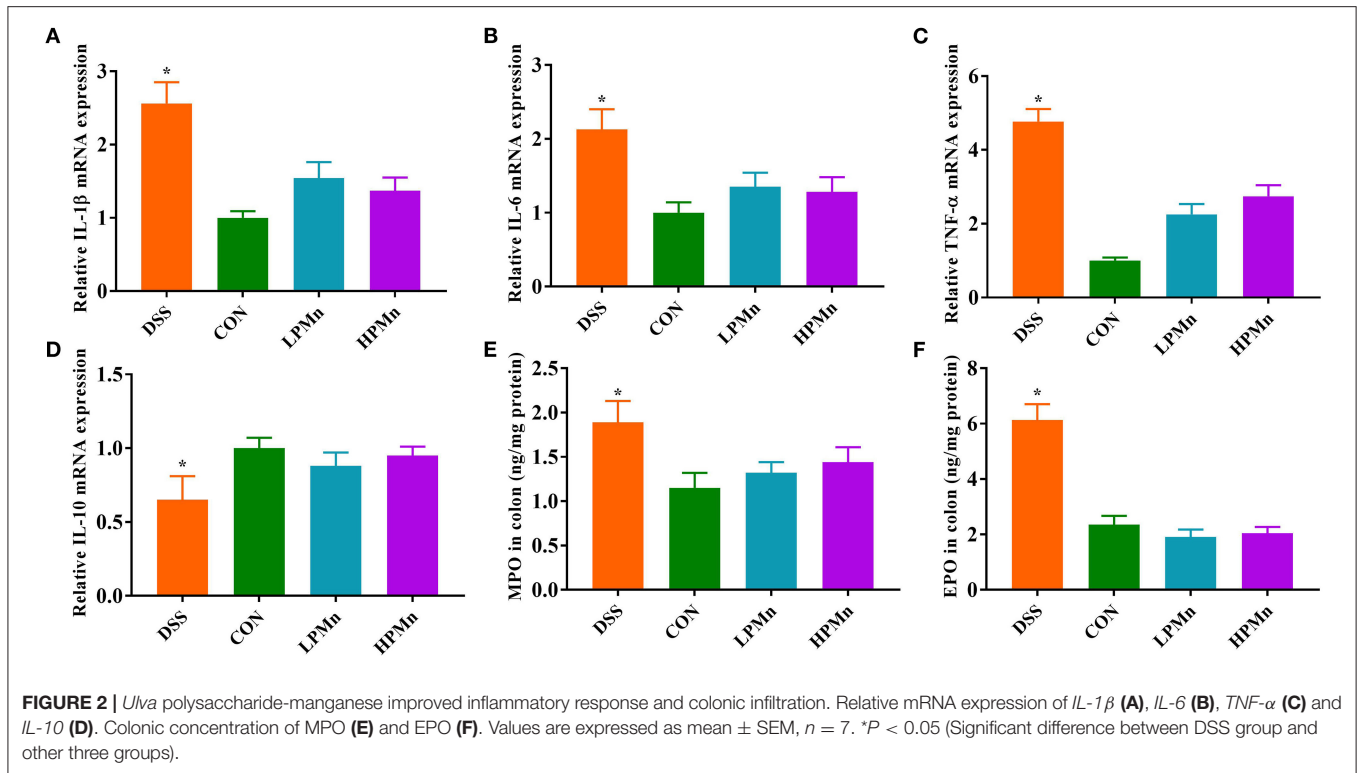 A
Relative IL-1β mRNA expression
3
2
1
0
*
DSS
CON
LPMn
HPMn
B
Relative IL-6 mRNA expression
3
2
1
0
*
DSS
CON
LPMn
HPMn
C
Relative TNF-α mRNA expression
6
4
2
0
*
DSS
CON
LPMn
HPMn
D
Relative IL-10 mRNA expression
1.5
1.0
0.5
0.0
*
DSS
CON
LPMn
HPMn
E
MPO in colon (ng/mg protein)
2.5
2.0
1.5
1.0
0.5
0.0
*
DSS
CON
LPMn
HPMn
F
EPO in colon (ng/mg protein)
8
6
4
2
0
*
DSS
CON
LPMn
HPMn
FIGURE 2 | Ulva polysaccharide-manganese improved inflammatory response and colonic infiltration. Relative mRNA expression of IL-1β (A), IL-6 (B), TNF-α (C) and
IL-10 (D). Colonic concentration of MPO (E) and EPO (F). Values are expressed as mean ± SEM, n = 7. *P < 0.05 (Significant difference between DSS group and
other three groups).